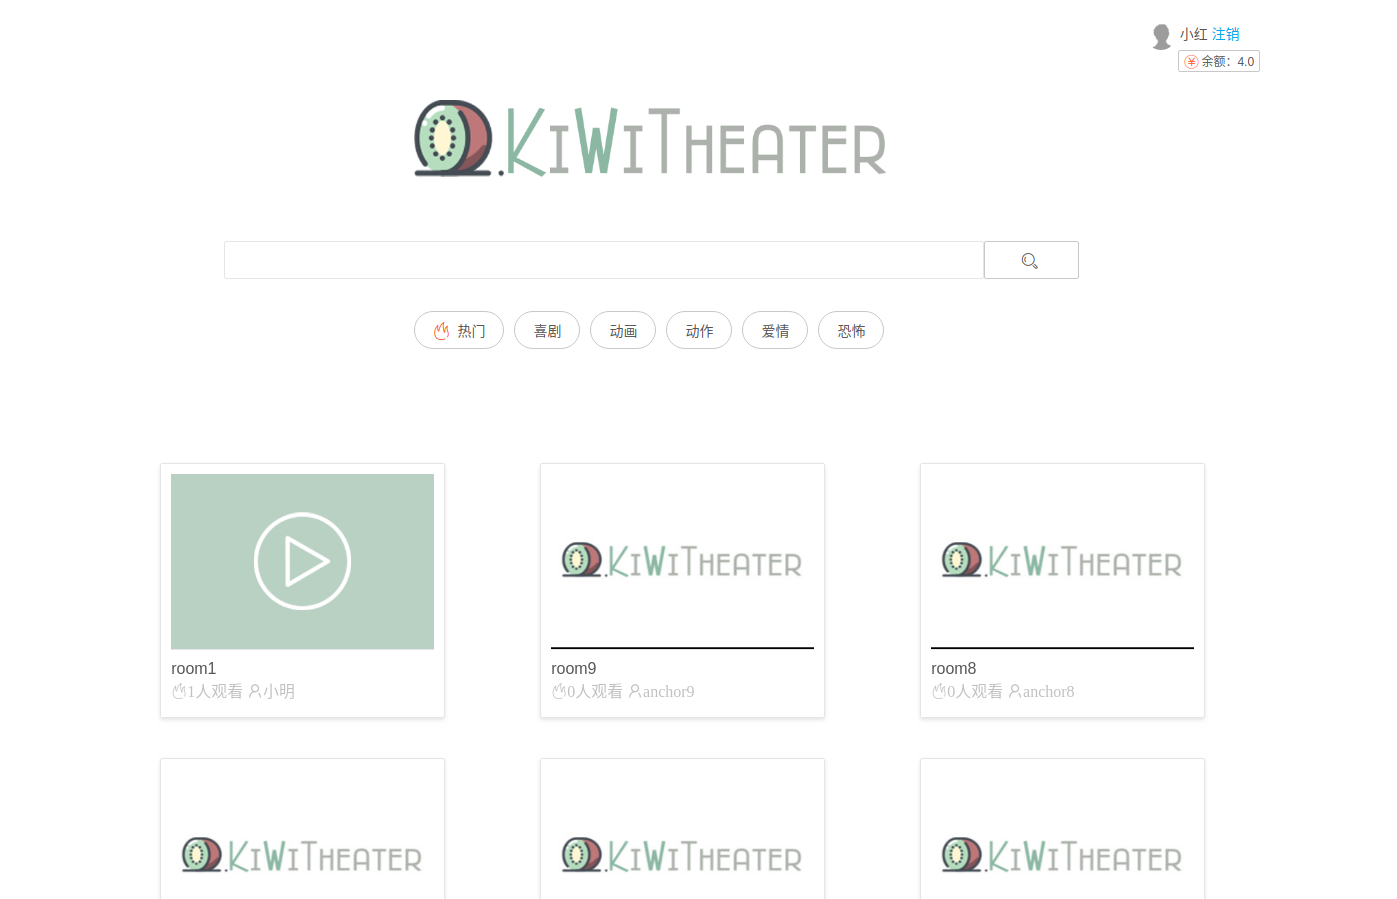 小红 注销
余额：4.0
.KIWITHEATER
热门 喜剧 动画 动作 爱情 恐怖
.KIWITHEATER .KIWITHEATER
room1 room9 room8
1人观看 小明 0人观看 anchor9 0人观看 anchor8
.KIWITHEATER .KIWITHEATER .KIWITHEATER